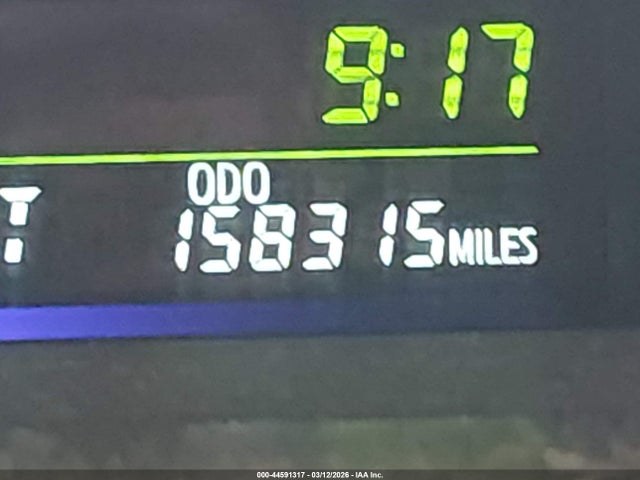 9:17
ODO
158315 MILES
000-44591317 - 03/12/2026 - IAA Inc.